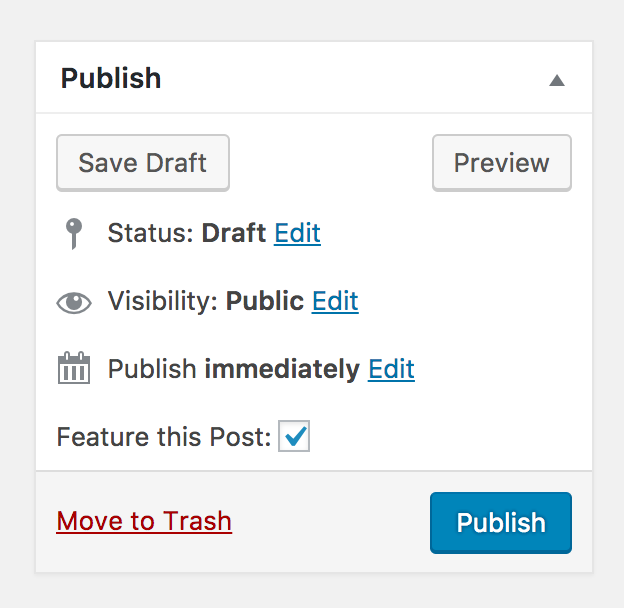 Publish
Save Draft Preview
Status: Draft Edit
Visibility: Public Edit
Publish immediately Edit
Feature this Post:
Move to Trash Publish